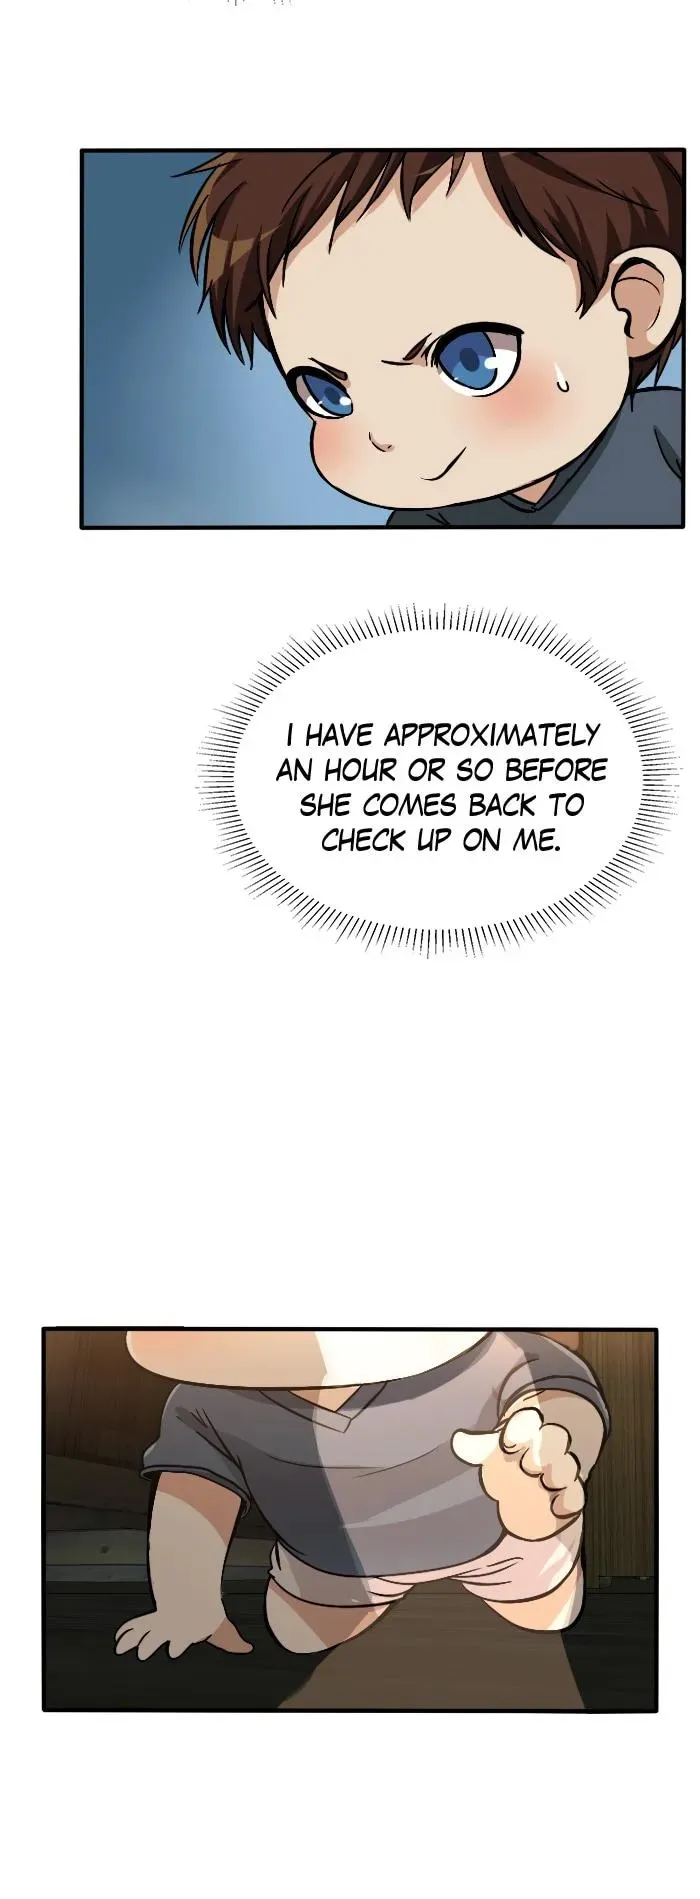 I HAVE APPROXIMATELY
AN HOUR OR SO BEFORE
SHE COMES BACK TO
CHECK UP ON ME.